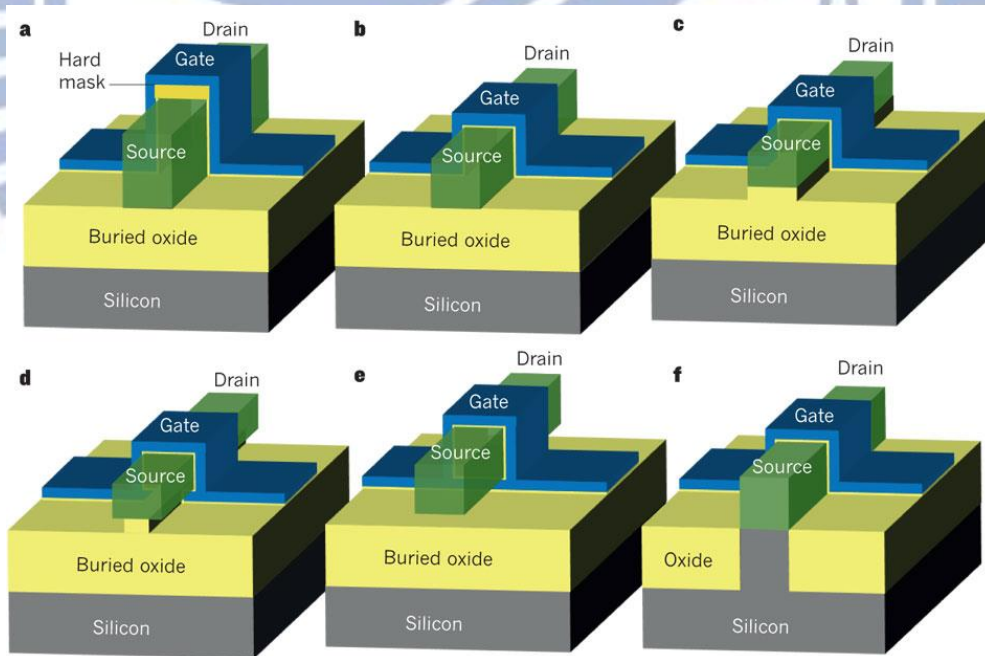 a
Drain
Hard
mask
Gate
Source
Buried oxide
Silicon
b
Drain
Gate
Source
Buried oxide
Silicon
c
Drain
Gate
Source
Buried oxide
Silicon
d
Drain
Gate
Source
Buried oxide
Silicon
e
Drain
Gate
Source
Buried oxide
Silicon
f
Drain
Gate
Source
Oxide
Silicon